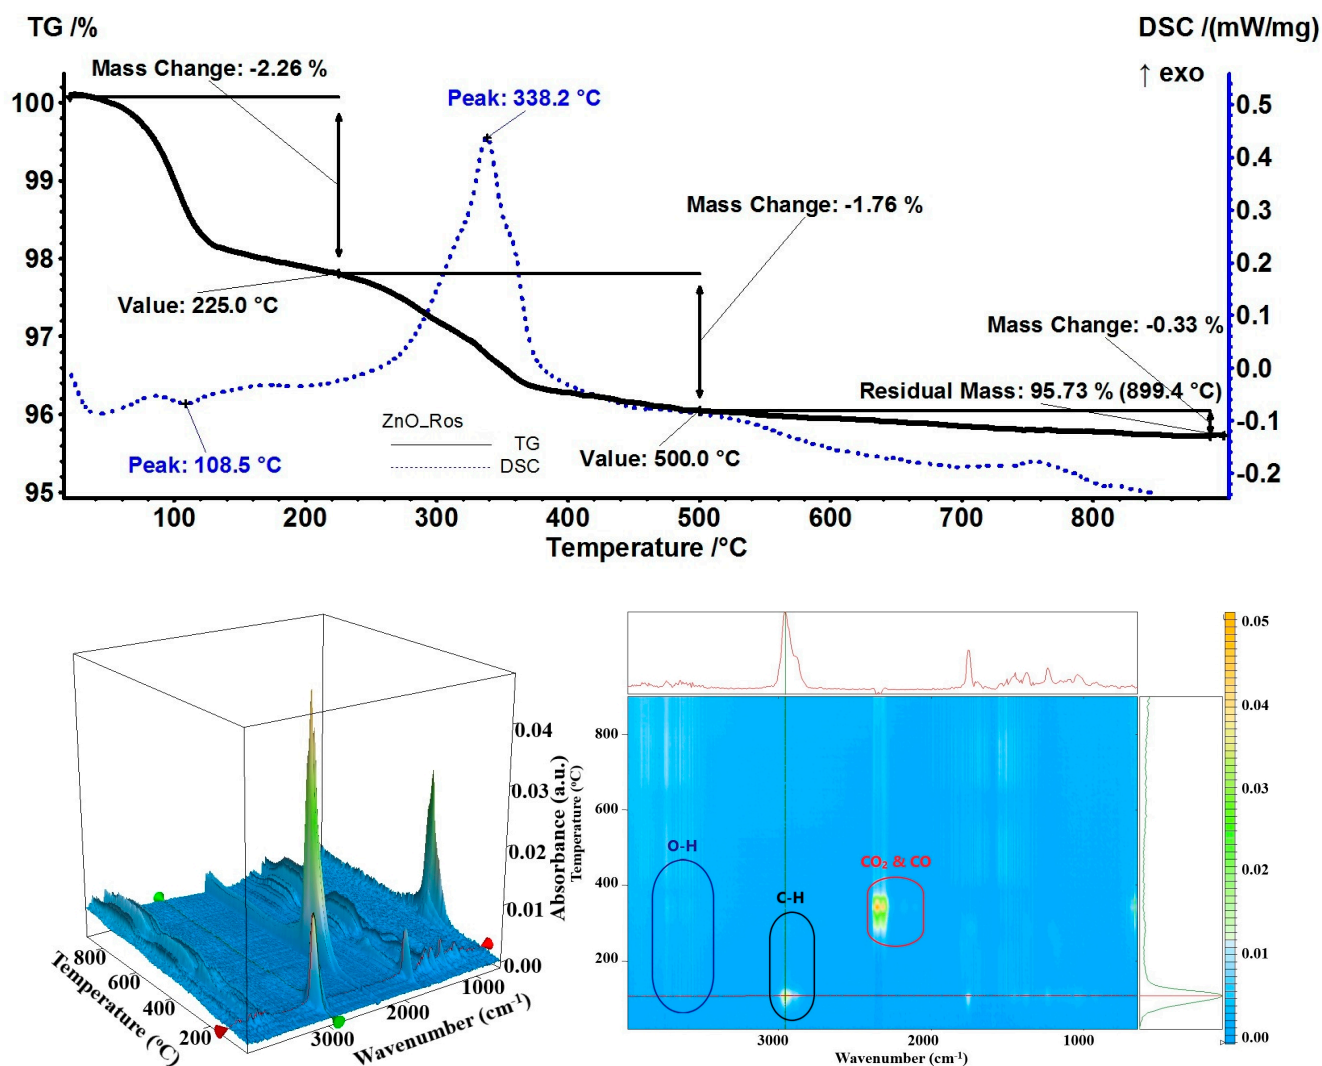 TG /%
DSC /(mW/mg)
↑ exo
Mass Change: -2.26 %
Peak: 338.2 °C
100
99
98
97
96
95
0.5
0.4
0.3
0.2
0.1
0.0
-0.1
-0.2
Mass Change: -1.76 %
Value: 225.0 °C
Mass Change: -0.33 %
Residual Mass: 95.73 % (899.4 °C)
ZnO_Ros
TG
DSC
Peak: 108.5 °C
Value: 500.0 °C
100 200 300 400 500 600 700 800
Temperature /°C
0.04
0.03
0.02
0.01
0.00
Absorbance (a.u.)
800
600
400
200
Temperature (°C)
3000
2000
1000
Wavenumber (cm⁻¹)
800
600
400
200
Temperature (°C)
O-H
C-H
CO₂ & CO
3000 2000 1000
Wavenumber (cm⁻¹)
0.05
0.04
0.03
0.02
0.01
0.00